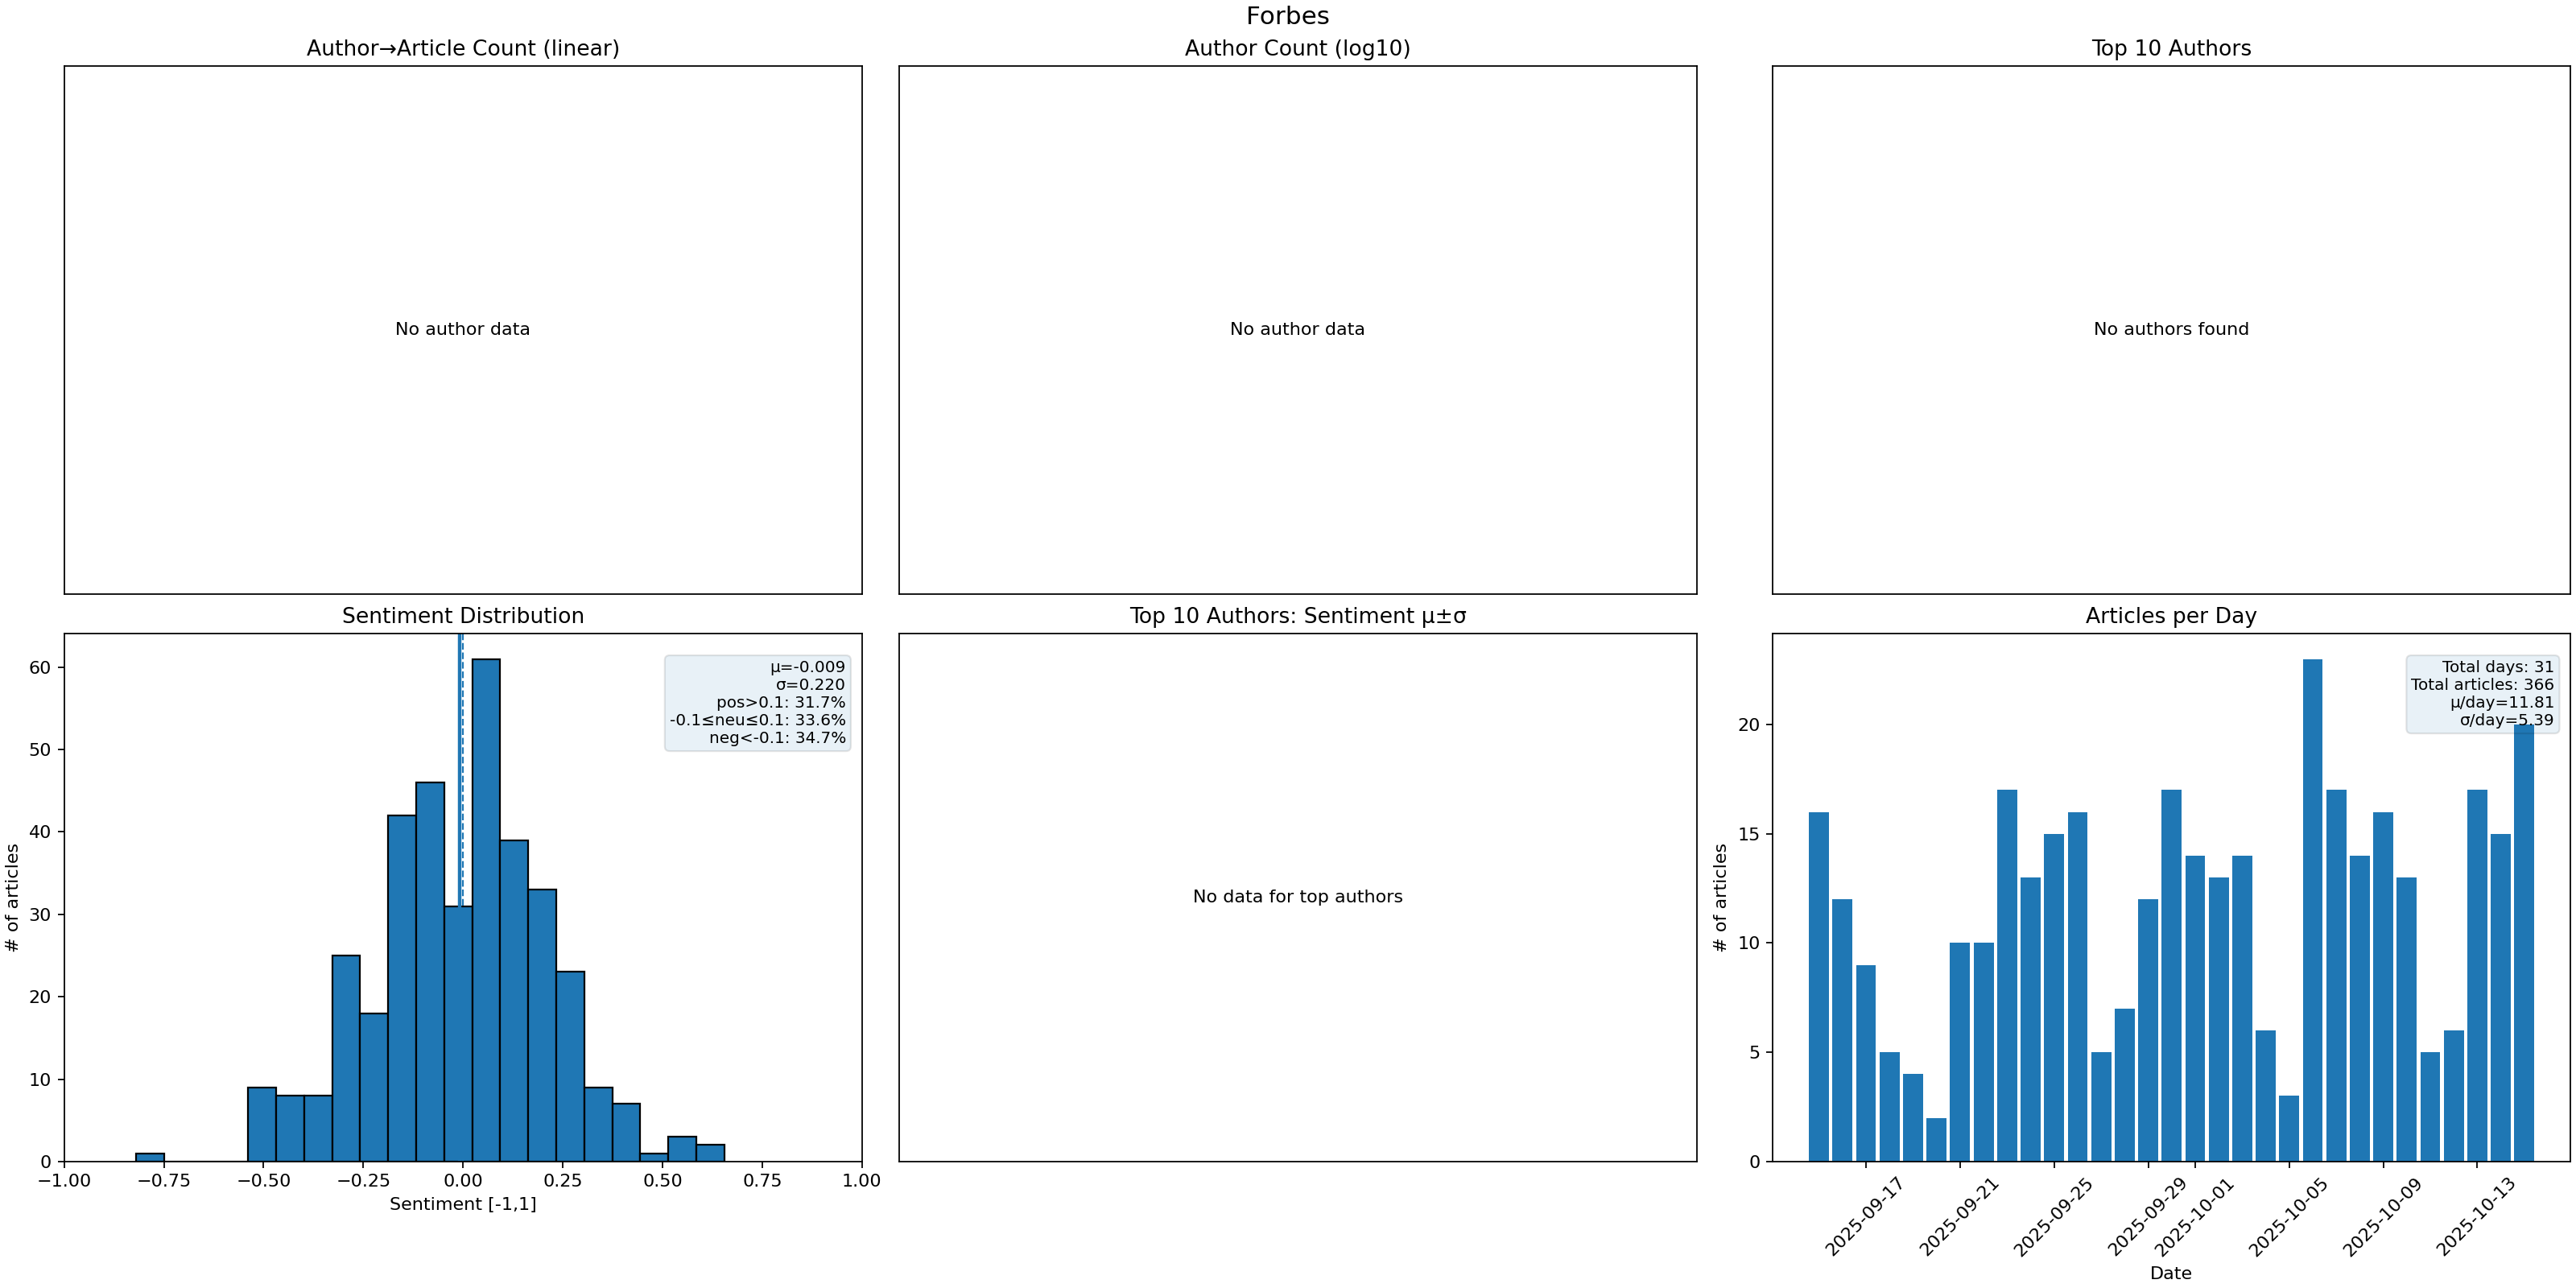 Forbes
Author→Article Count (linear)
No author data
Author Count (log10)
No author data
Top 10 Authors
No authors found
Sentiment Distribution
# of articles
60
50
40
30
20
10
0
μ=-0.009
σ=0.220
pos>0.1: 31.7%
-0.1≤neu≤0.1: 33.6%
neg<-0.1: 34.7%
−1.00 −0.75 −0.50 −0.25 0.00 0.25 0.50 0.75 1.00
Sentiment [-1,1]
Top 10 Authors: Sentiment μ±σ
No data for top authors
Articles per Day
# of articles
20
15
10
5
0
Total days: 31
Total articles: 366
μ/day=11.81
σ/day=5.39
2025-09-17 2025-09-21 2025-09-25 2025-09-29 2025-10-01 2025-10-05 2025-10-09 2025-10-13
Date